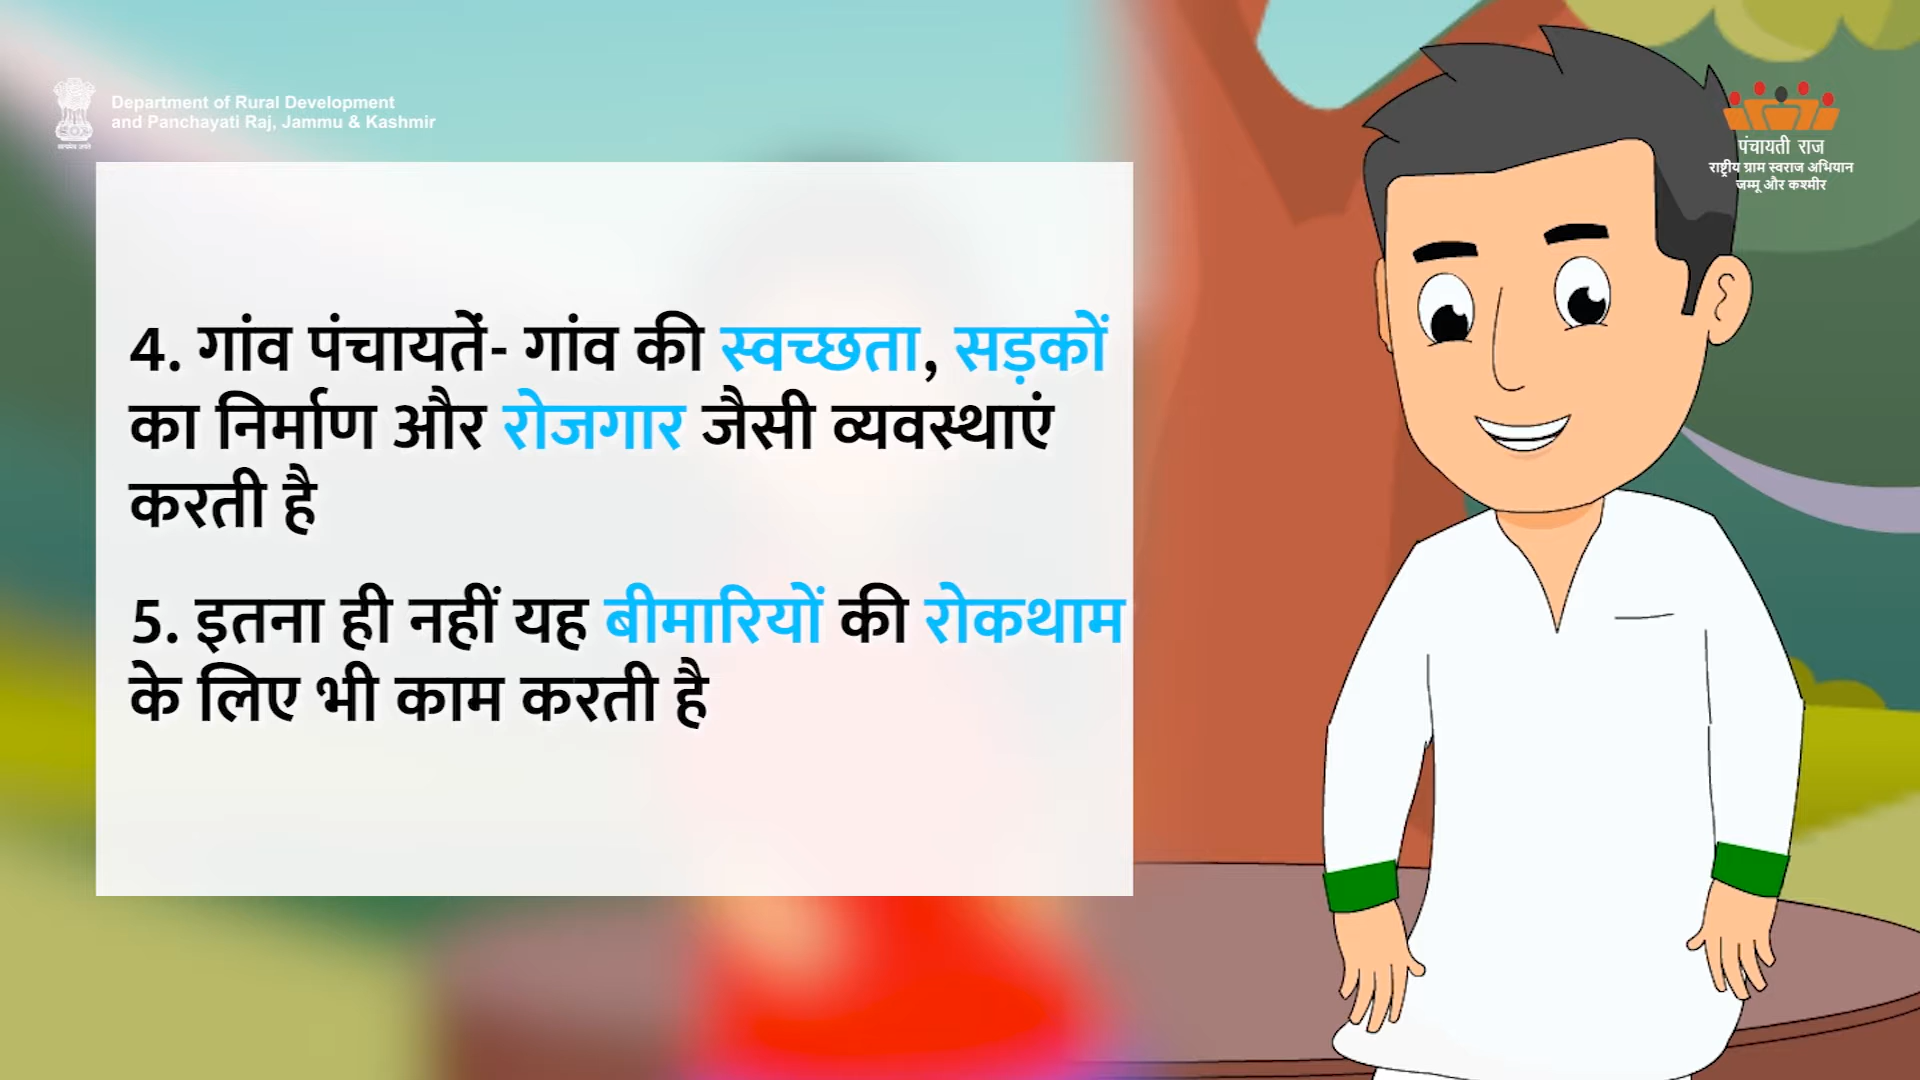 Department of Rural Development
and Panchayati Raj, Jammu & Kashmir
पंचायती राज
राष्ट्रीय ग्राम स्वराज अभियान
जम्मू और कश्मीर
4. गांव पंचायतें- गांव की स्वच्छता, सड़कों
का निर्माण और रोजगार जैसी व्यवस्थाएं
करती है
5. इतना ही नहीं यह बीमारियों की रोकथाम
के लिए भी काम करती है